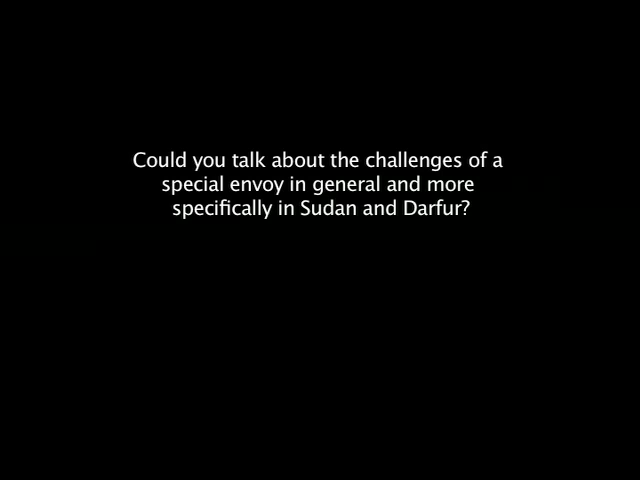 Could you talk about the challenges of a
special envoy in general and more
specifically in Sudan and Darfur?